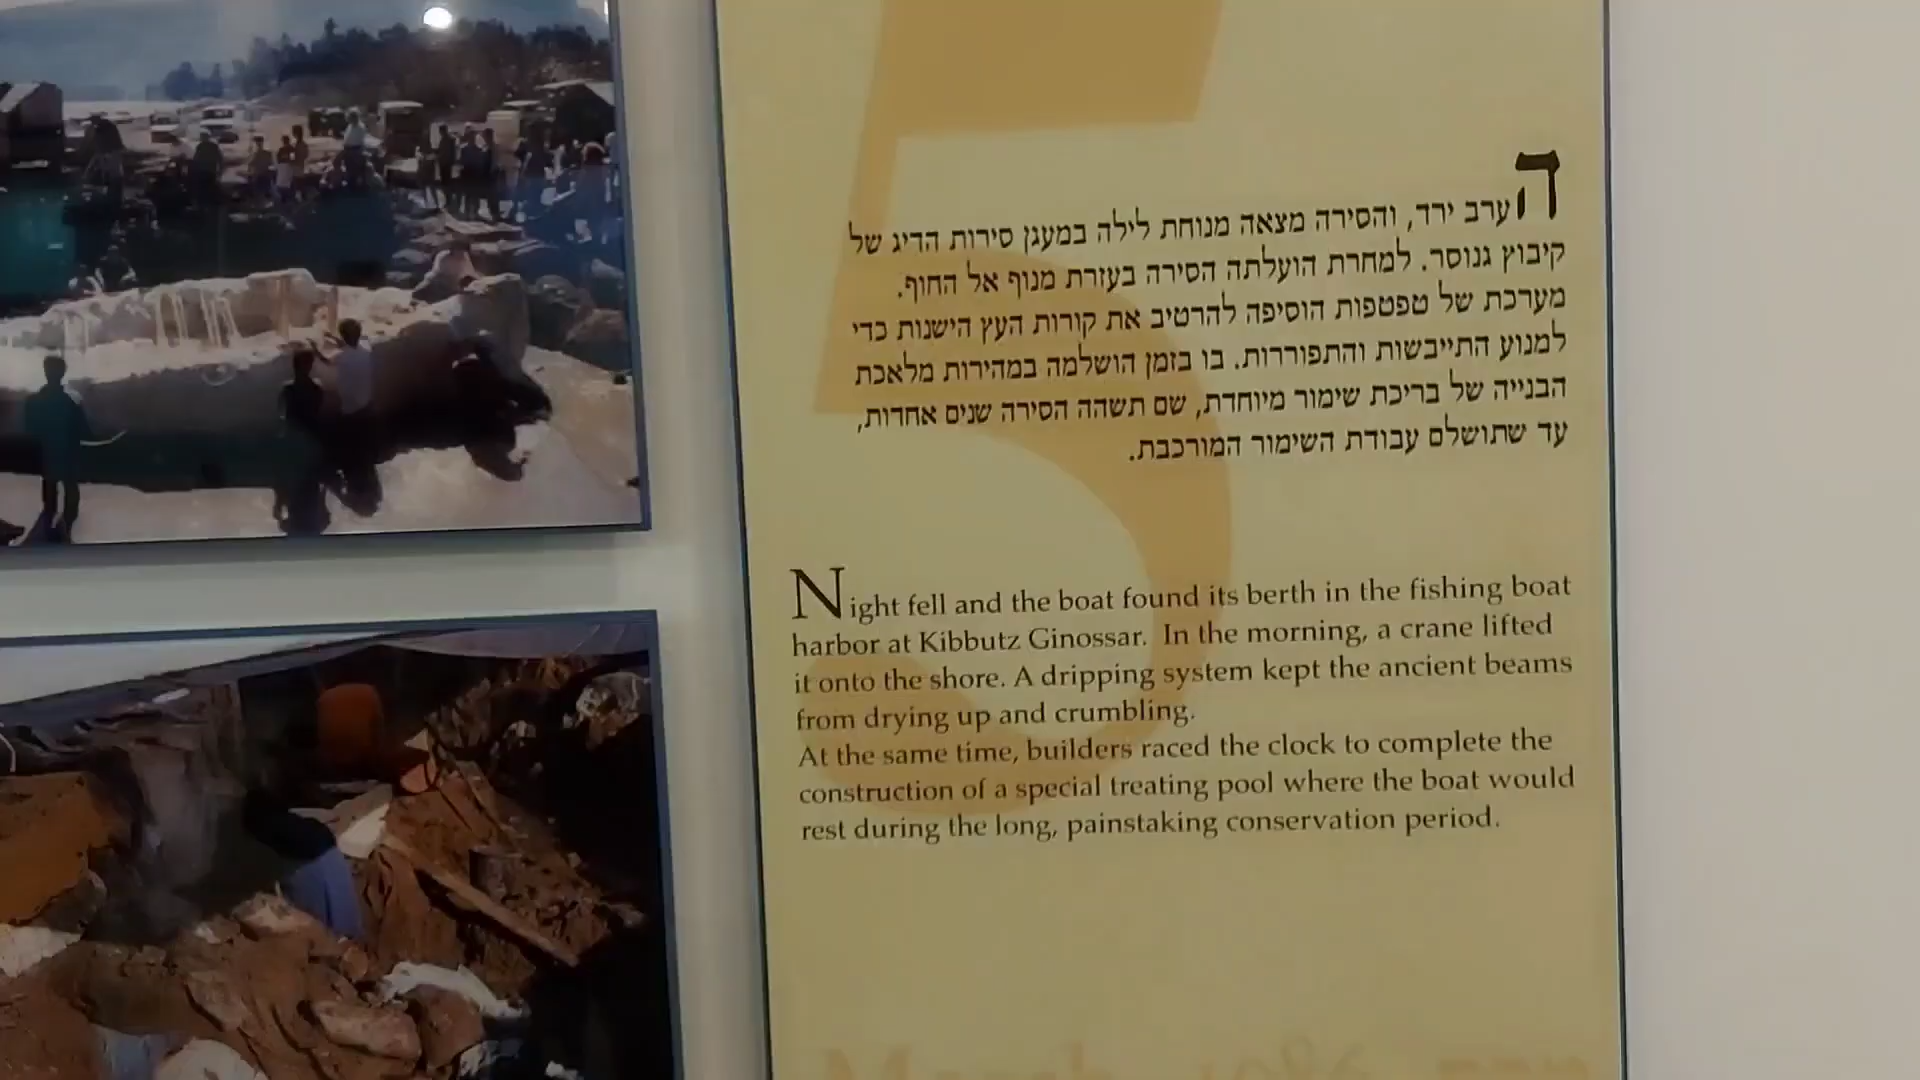 5
הערב ירד, והסירה מצאה מנוחת לילה במעגן סירות הדיג של
קיבוץ גנוסר. למחרת הועלתה הסירה בעזרת מנוף אל החוף.
מערכת של טפטפות הוסיפה להרטיב את קורות העץ הישנות כדי
למנוע התייבשות והתפוררות. בו בזמן הושלמה במהירות מלאכת
הבנייה של בריכת שימור מיוחדת, שם תשהה הסירה שנים אחדות,
עד שתושלם עבודת השימור המורכבת.
Night fell and the boat found its berth in the fishing boat
harbor at Kibbutz Ginossar. In the morning, a crane lifted
it onto the shore. A dripping system kept the ancient beams
from drying up and crumbling.
At the same time, builders raced the clock to complete the
construction of a special treating pool where the boat would
rest during the long, painstaking conservation period.